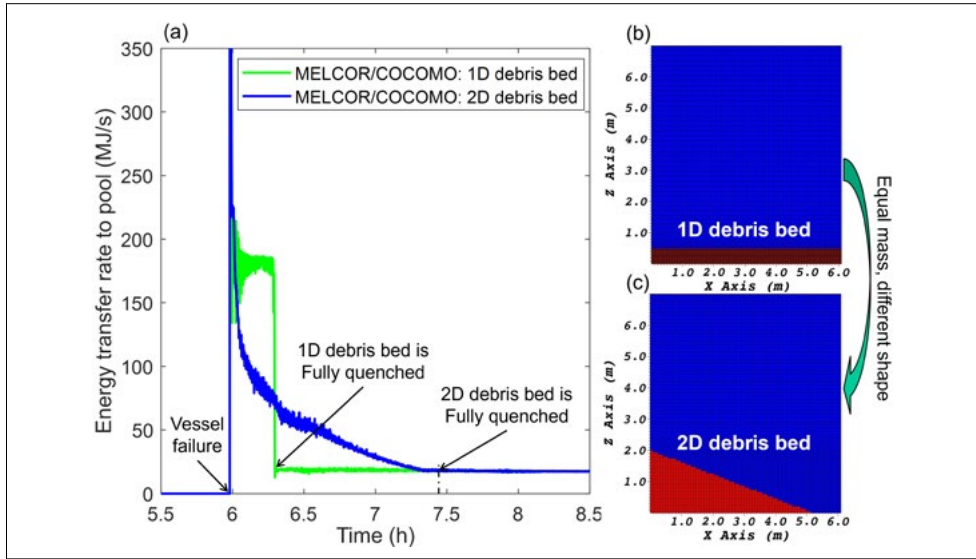 (a)
350
300
250
200
150
100
50
0
Energy transfer rate to pool (MJ/s)
MELCOR/COCOMO: 1D debris bed
MELCOR/COCOMO: 2D debris bed
1D debris bed is
Fully quenched
2D debris bed is
Fully quenched
Vessel
failure
5.5 6 6.5 7 7.5 8 8.5
Time (h)
(b)
6.0
5.0
4.0
3.0
2.0
1.0
Z Axis (m)
1D debris bed
1.0 2.0 3.0 4.0 5.0 6.0
X Axis (m)
Equal mass, different shape
(c)
6.0
5.0
4.0
3.0
2.0
1.0
Z Axis (m)
2D debris bed
1.0 2.0 3.0 4.0 5.0 6.0
X Axis (m)